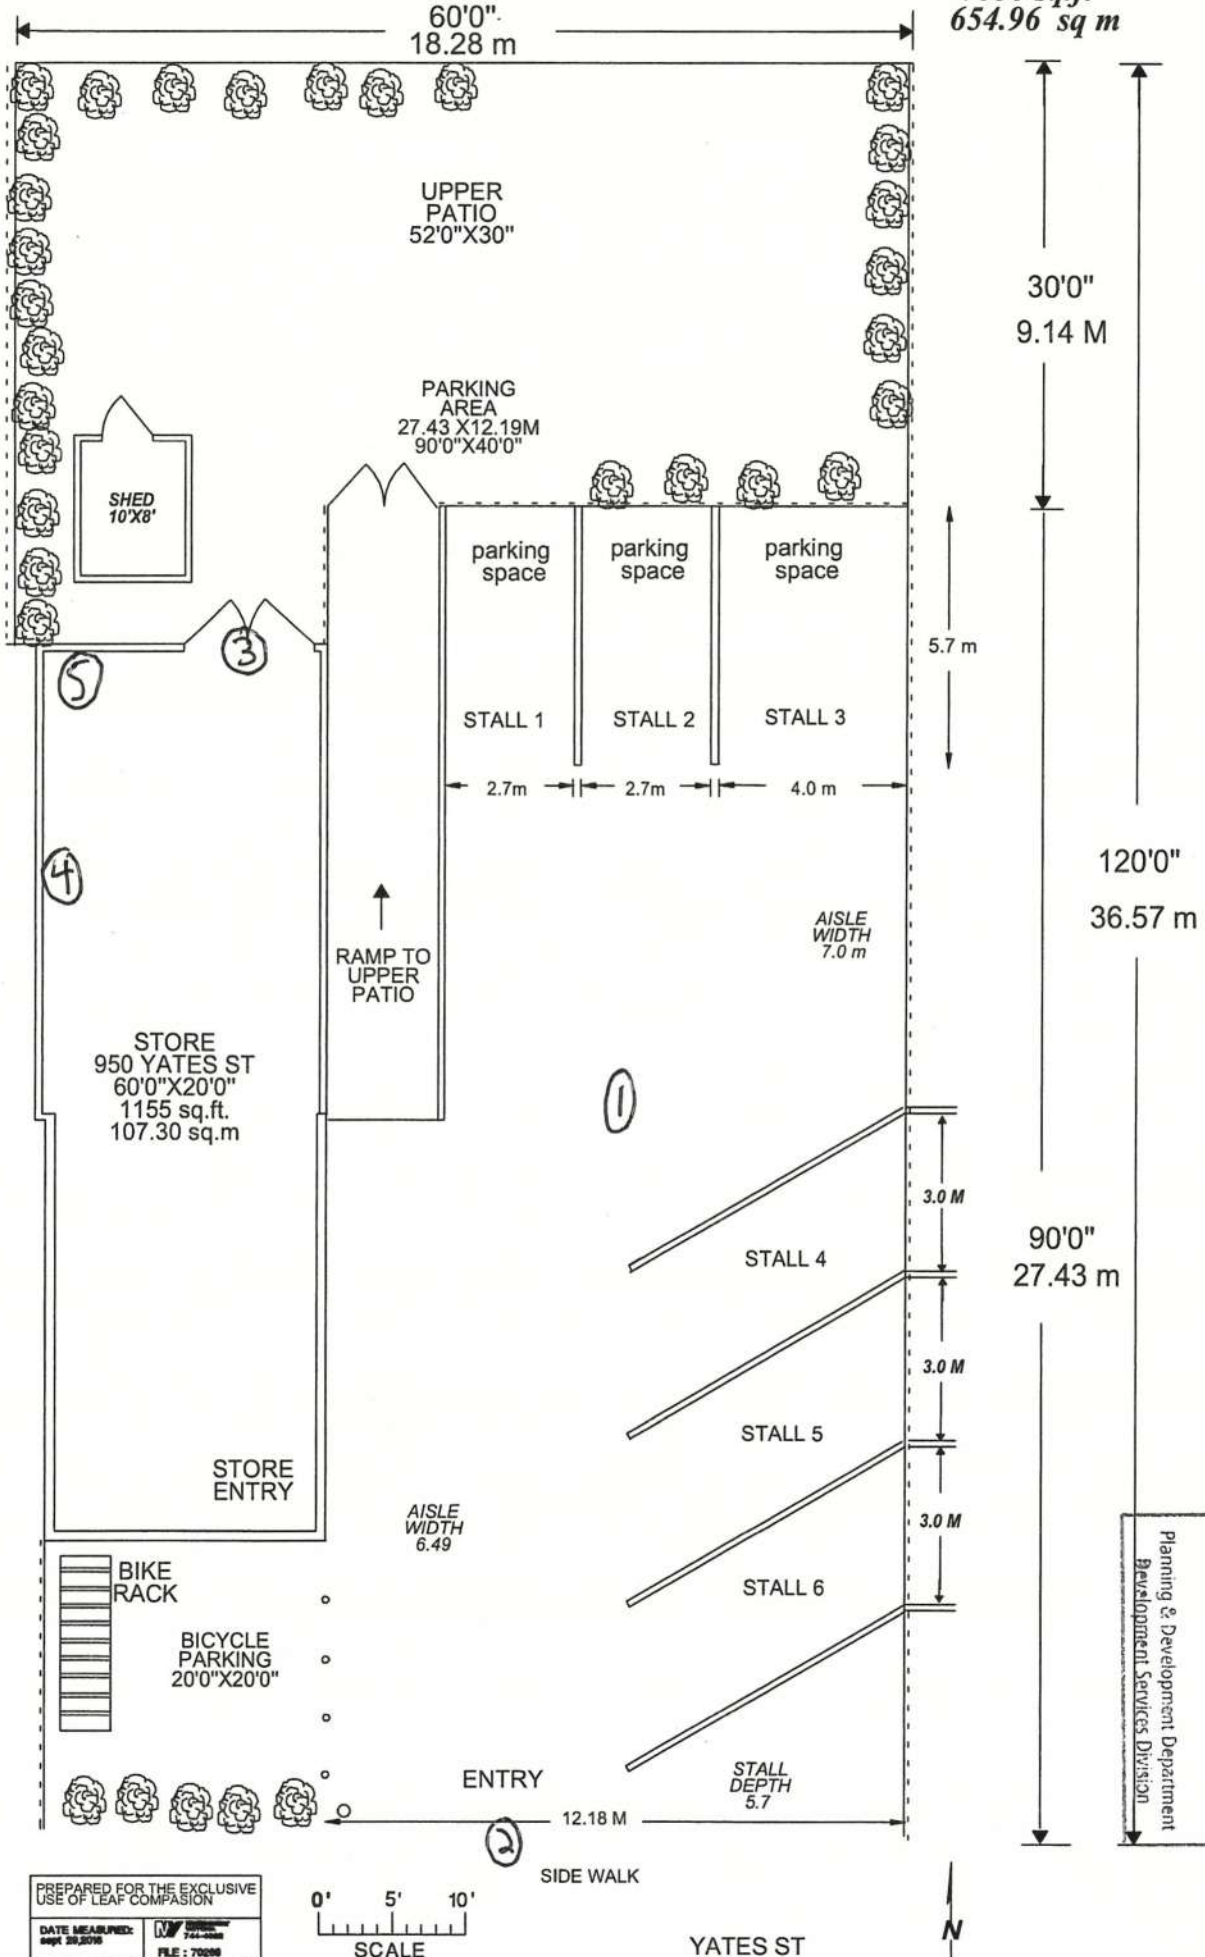 60'0"
18.28 m
654.96 sq m
UPPER
PATIO
52'0"X30"
30'0"
9.14 M
PARKING
AREA
27.43 X12.19M
90'0"X40'0"
SHED
10'X8'
parking
space
parking
space
parking
space
5.7 m
3
5
STALL 1
STALL 2
STALL 3
2.7m
2.7m
4.0 m
4
120'0"
36.57 m
AISLE
WIDTH
7.0 m
RAMP TO
UPPER
PATIO
STORE
950 YATES ST
60'0"X20'0"
1155 sq.ft.
107.30 sq.m
1
3.0 M
STALL 4
90'0"
27.43 m
3.0 M
STALL 5
STORE
ENTRY
AISLE
WIDTH
6.49
3.0 M
STALL 6
BIKE
RACK
BICYCLE
PARKING
20'0"X20'0"
Planning & Development Department
Development Services Division
ENTRY
STALL
DEPTH
5.7
12.18 M
2
SIDE WALK
PREPARED FOR THE EXCLUSIVE
USE OF LEAF COMPASION
DATE MEASURED:
FILE :
0' 5' 10'
SCALE
YATES ST
N